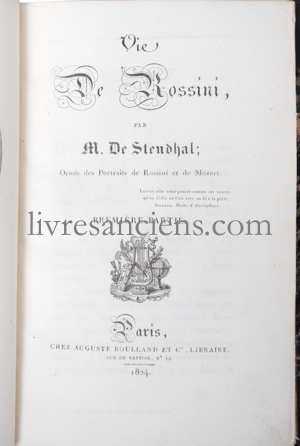 Vie
De Rossini,
PAR
M. De Stendhal;
Ornée des Portraits de Rossini et de Mozart.
Laissez aller votre pensée comme cet insecte
qu'on lâche en l'air avec un fil à la patte.
Socrate, Nuées d'Aristophane.
PREMIÈRE PARTIE.
livresanciens.com
Paris,
CHEZ AUGUSTE BOULLAND ET Cie, LIBRAIRE,
RUE DU BATTOIR, N° 12
1824.